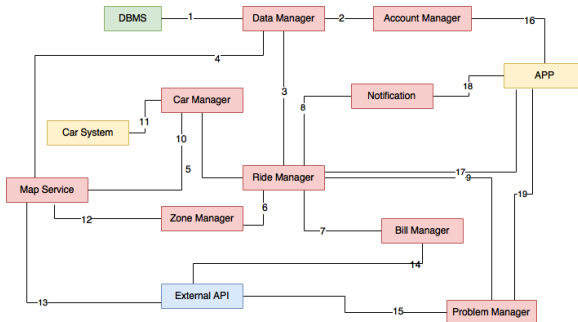 DBMS
1
Data Manager
2
Account Manager
16
4
3
APP
18
Car Manager
Notification
8
11
Car System
10
5
17
Map Service
Ride Manager
9
19
12
Zone Manager
6
7
Bill Manager
14
13
External API
15
Problem Manager